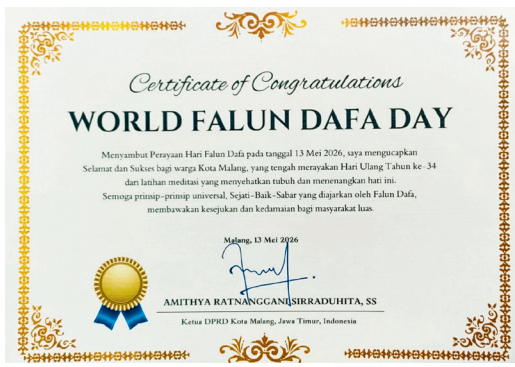 Certificate of Congratulations
WORLD FALUN DAFA DAY
Menyambut Perayaan Hari Falun Dafa pada tanggal 13 Mei 2026, saya mengucapkan
Selamat dan Sukses bagi warga Kota Malang, yang tengah merayakan Hari Ulang Tahun ke-34
dari latihan meditasi yang menyehatkan tubuh dan menenangkan hati ini.
Semoga prinsip-prinsip universal, Sejati-Baik-Sabar yang diajarkan oleh Falun Dafa,
membawakan kesejukan dan kedamaian bagi masyarakat luas.
Malang, 13 Mei 2026
AMITHYA RATNANGGANI SIRRADUHITA, SS
Ketua DPRD Kota Malang, Jawa Timur, Indonesia